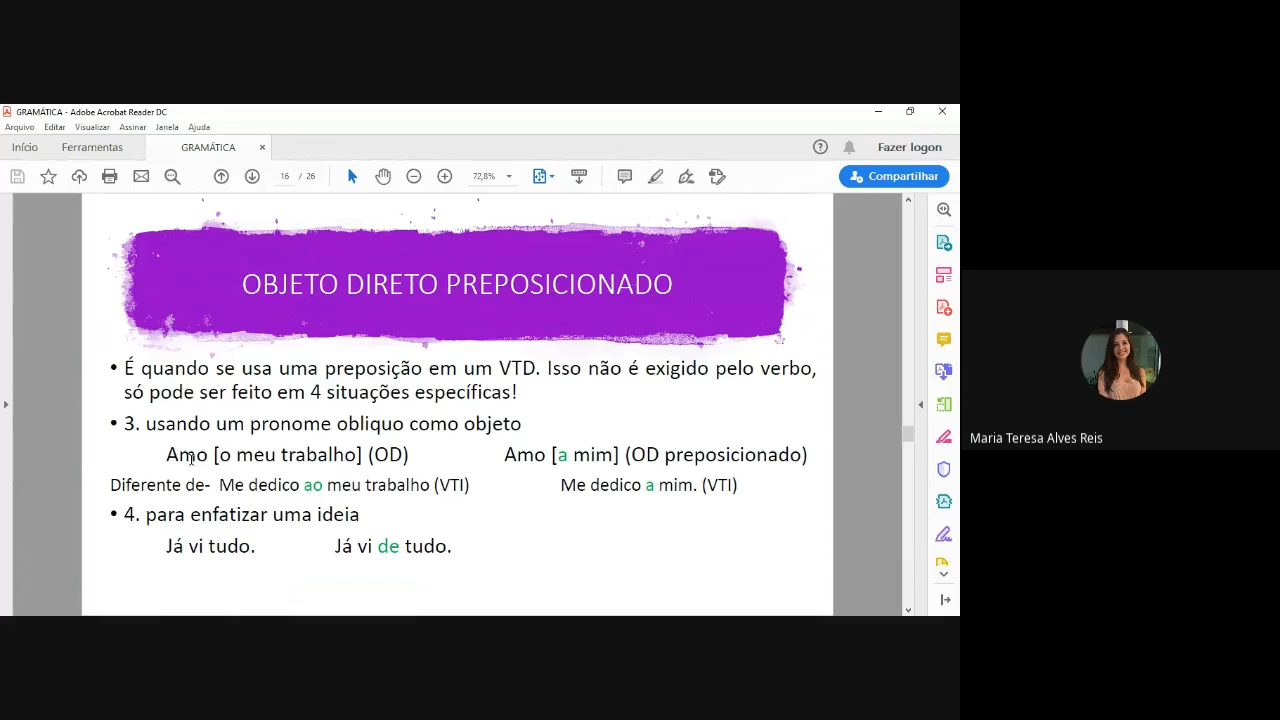 GRAMÁTICA - Adobe Acrobat Reader DC
Arquivo Editar Visualizar Assinar Janela Ajuda
Início Ferramentas GRAMÁTICA × Fazer logon
16 / 26 72,8% Compartilhar
OBJETO DIRETO PREPOSICIONADO
• É quando se usa uma preposição em um VTD. Isso não é exigido pelo verbo,
só pode ser feito em 4 situações específicas!
• 3. usando um pronome obliquo como objeto
Amo [o meu trabalho] (OD) Amo [a mim] (OD preposicionado)
Diferente de- Me dedico ao meu trabalho (VTI) Me dedico a mim. (VTI)
• 4. para enfatizar uma ideia
Já vi tudo. Já vi de tudo.
Maria Teresa Alves Reis